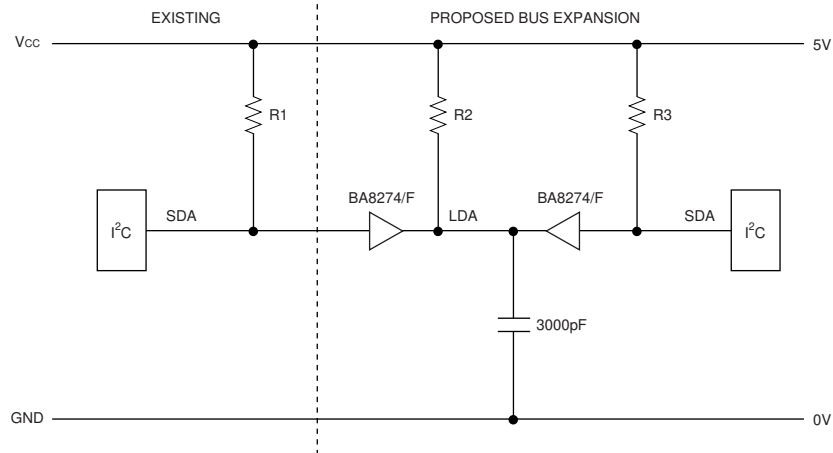 EXISTING
PROPOSED BUS EXPANSION
VCC
5V
R1
R2
R3
BA8274/F
BA8274/F
I²C
SDA
LDA
SDA
I²C
3000pF
GND
0V